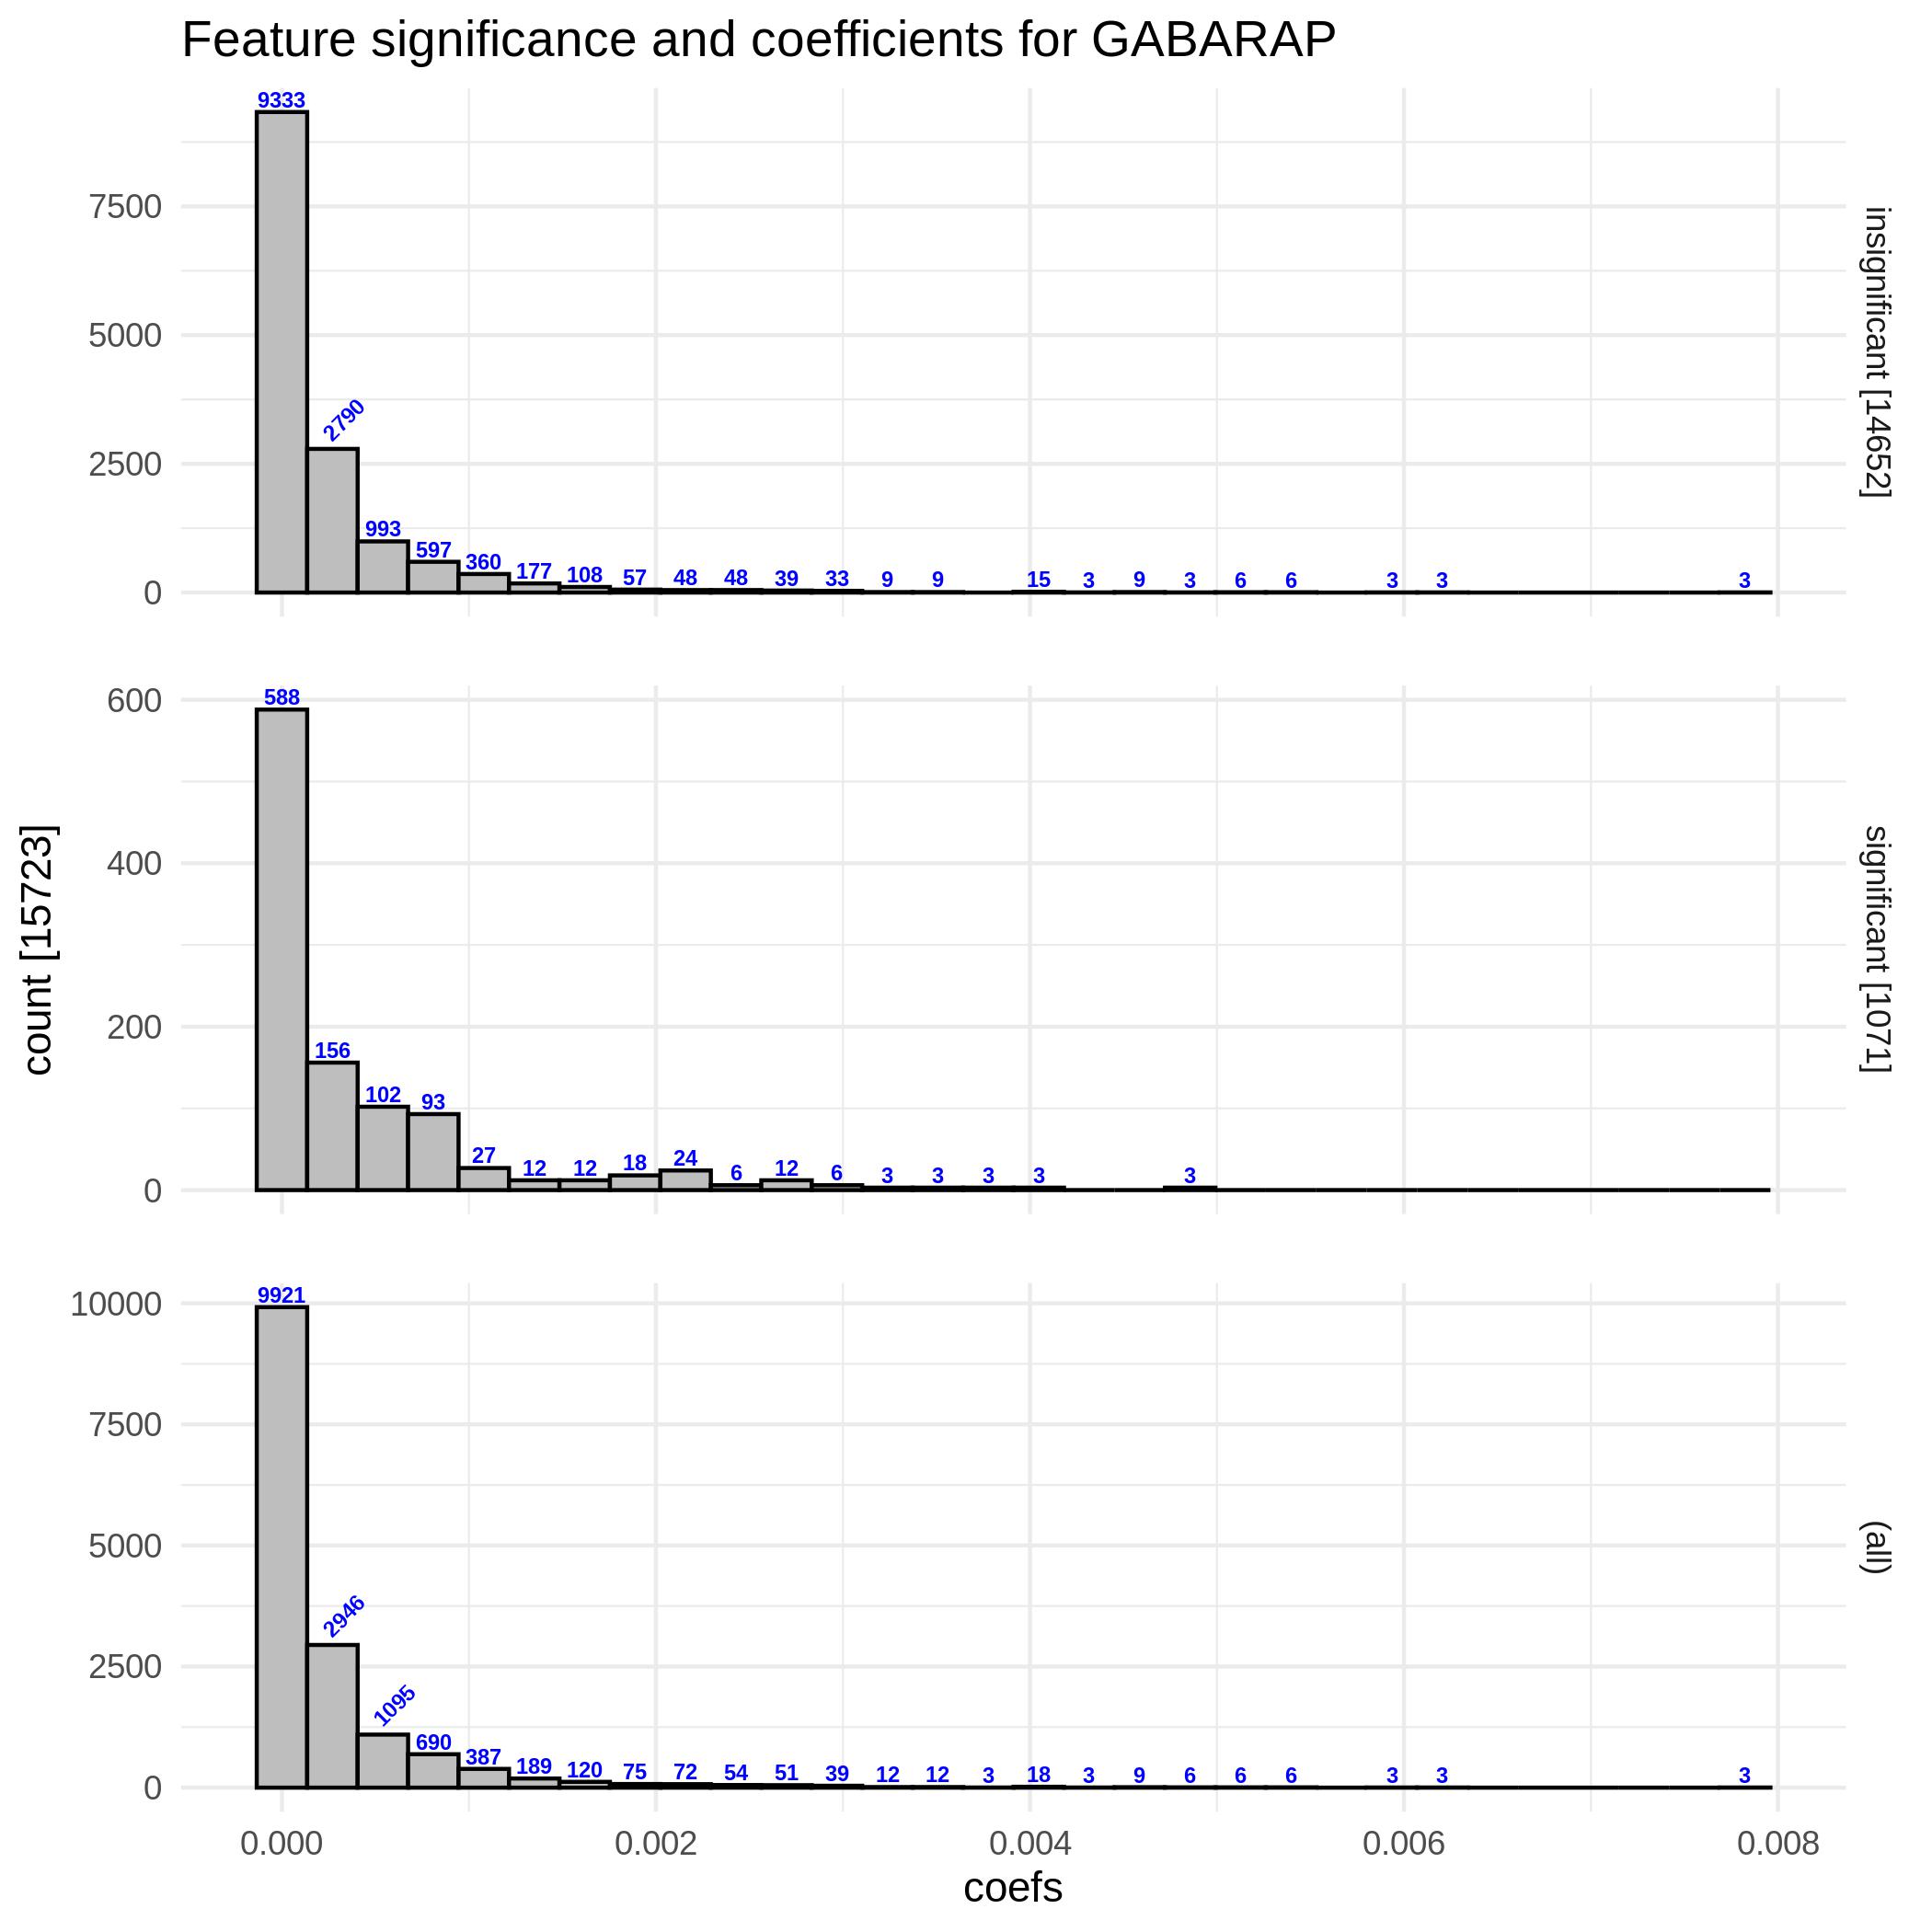 Feature significance and coefficients for GABARAP
9333
7500
5000
2790
2500
993 597 360 177 108 57 48 48 39 33 9 9 15 3 9 3 6 6 3 3 3
0
insignificant [14652]
count [15723]
600
588
400
200
156
102 93
27 12 12 18 24 6 12 6 3 3 3 3 3
0
significant [1071]
10000
9921
7500
5000
2946
2500
1095
690 387 189 120 75 72 54 51 39 12 12 3 18 3 9 6 6 6 3 3 3
0
(all)
0.000 0.002 0.004 0.006 0.008
coefs